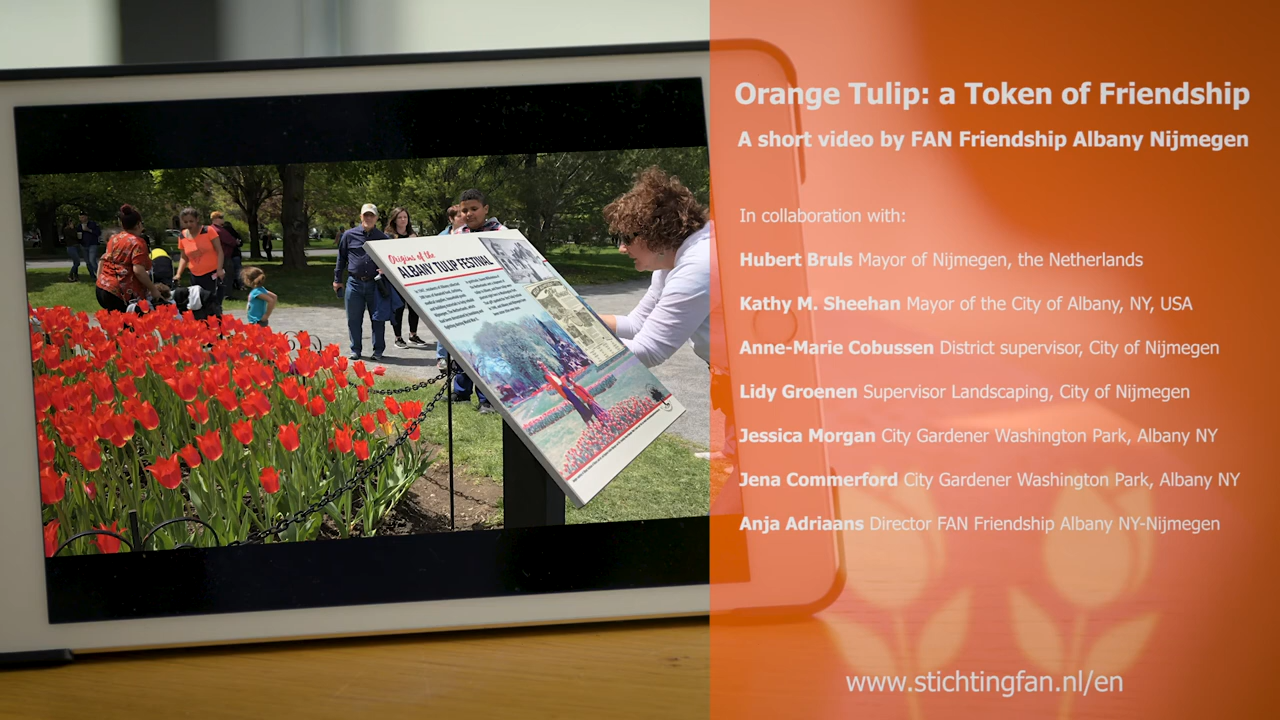 Origins of the
ALBANY TULIP FESTIVAL
Orange Tulip: a Token of Friendship
A short video by FAN Friendship Albany Nijmegen
In collaboration with:
Hubert Bruls Mayor of Nijmegen, the Netherlands
Kathy M. Sheehan Mayor of the City of Albany, NY, USA
Anne-Marie Cobussen District supervisor, City of Nijmegen
Lidy Groenen Supervisor Landscaping, City of Nijmegen
Jessica Morgan City Gardener Washington Park, Albany NY
Jena Commerford City Gardener Washington Park, Albany NY
Anja Adriaans Director FAN Friendship Albany NY-Nijmegen
www.stichtingfan.nl/en